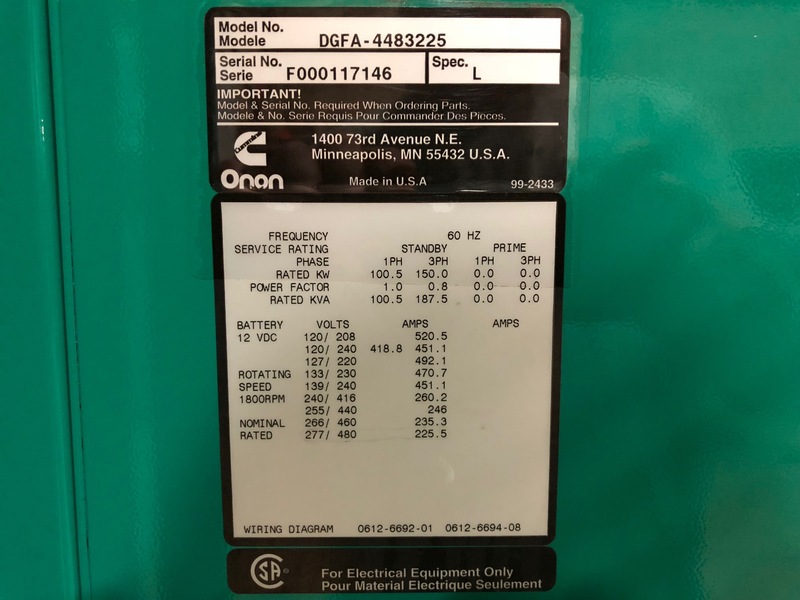 Model No.
Modele DGFA-4483225
Serial No. Spec.
Serie F000117146 L
IMPORTANT!
Model & Serial No. Required When Ordering Parts.
Modele & No. Serie Requis Pour Commander Des Pieces.
1400 73rd Avenue N.E.
Minneapolis, MN 55432 U.S.A.
Cummins
Onan Made in U.S.A 99-2433
FREQUENCY 60 HZ
SERVICE RATING STANDBY PRIME
PHASE 1PH 3PH 1PH 3PH
RATED KW 100.5 150.0 0.0 0.0
POWER FACTOR 1.0 0.8 0.0 0.0
RATED KVA 100.5 187.5 0.0 0.0
BATTERY VOLTS AMPS AMPS
12 VDC 120/ 208 520.5
120/ 240 418.8 451.1
127/ 220 492.1
ROTATING 133/ 230 470.7
SPEED 139/ 240 451.1
1800RPM 240/ 416 260.2
255/ 440 246
NOMINAL 266/ 460 235.3
RATED 277/ 480 225.5
WIRING DIAGRAM 0612-6692-01 0612-6694-08
CSA ®
For Electrical Equipment Only
Pour Material Electrique Seulement